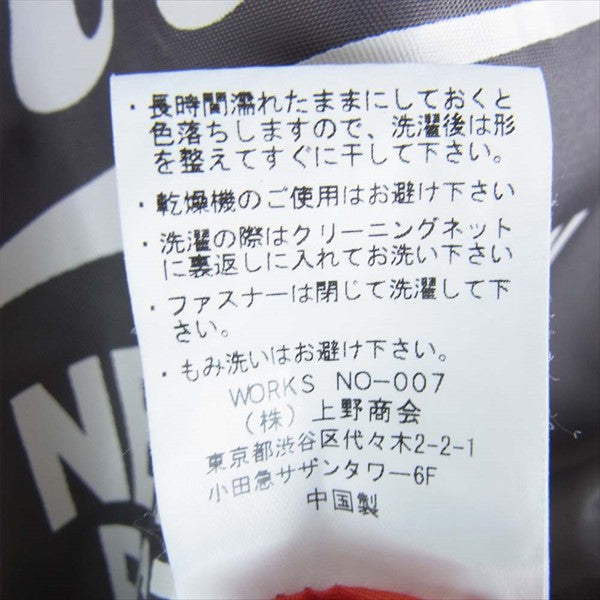 ・長時間濡れたままにしておくと
色落ちしますので、洗濯後は形
を整えてすぐに干して下さい。
・乾燥機のご使用はお避け下さい
・洗濯の際はクリーニングネット
に裏返しに入れてお洗い下さい
・ファスナーは閉じて洗濯して下
さい。
・もみ洗いはお避け下さい。
WORKS NO-007
(株) 上野商会
東京都渋谷区代々木2-2-1
小田急サザンタワー6F
中国製